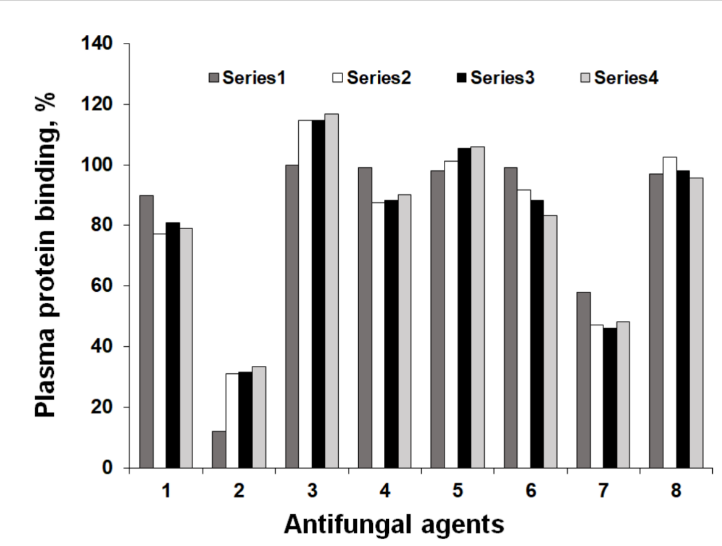 Plasma protein binding, %
140
120
100
80
60
40
20
0
Series1 Series2 Series3 Series4
1 2 3 4 5 6 7 8
Antifungal agents